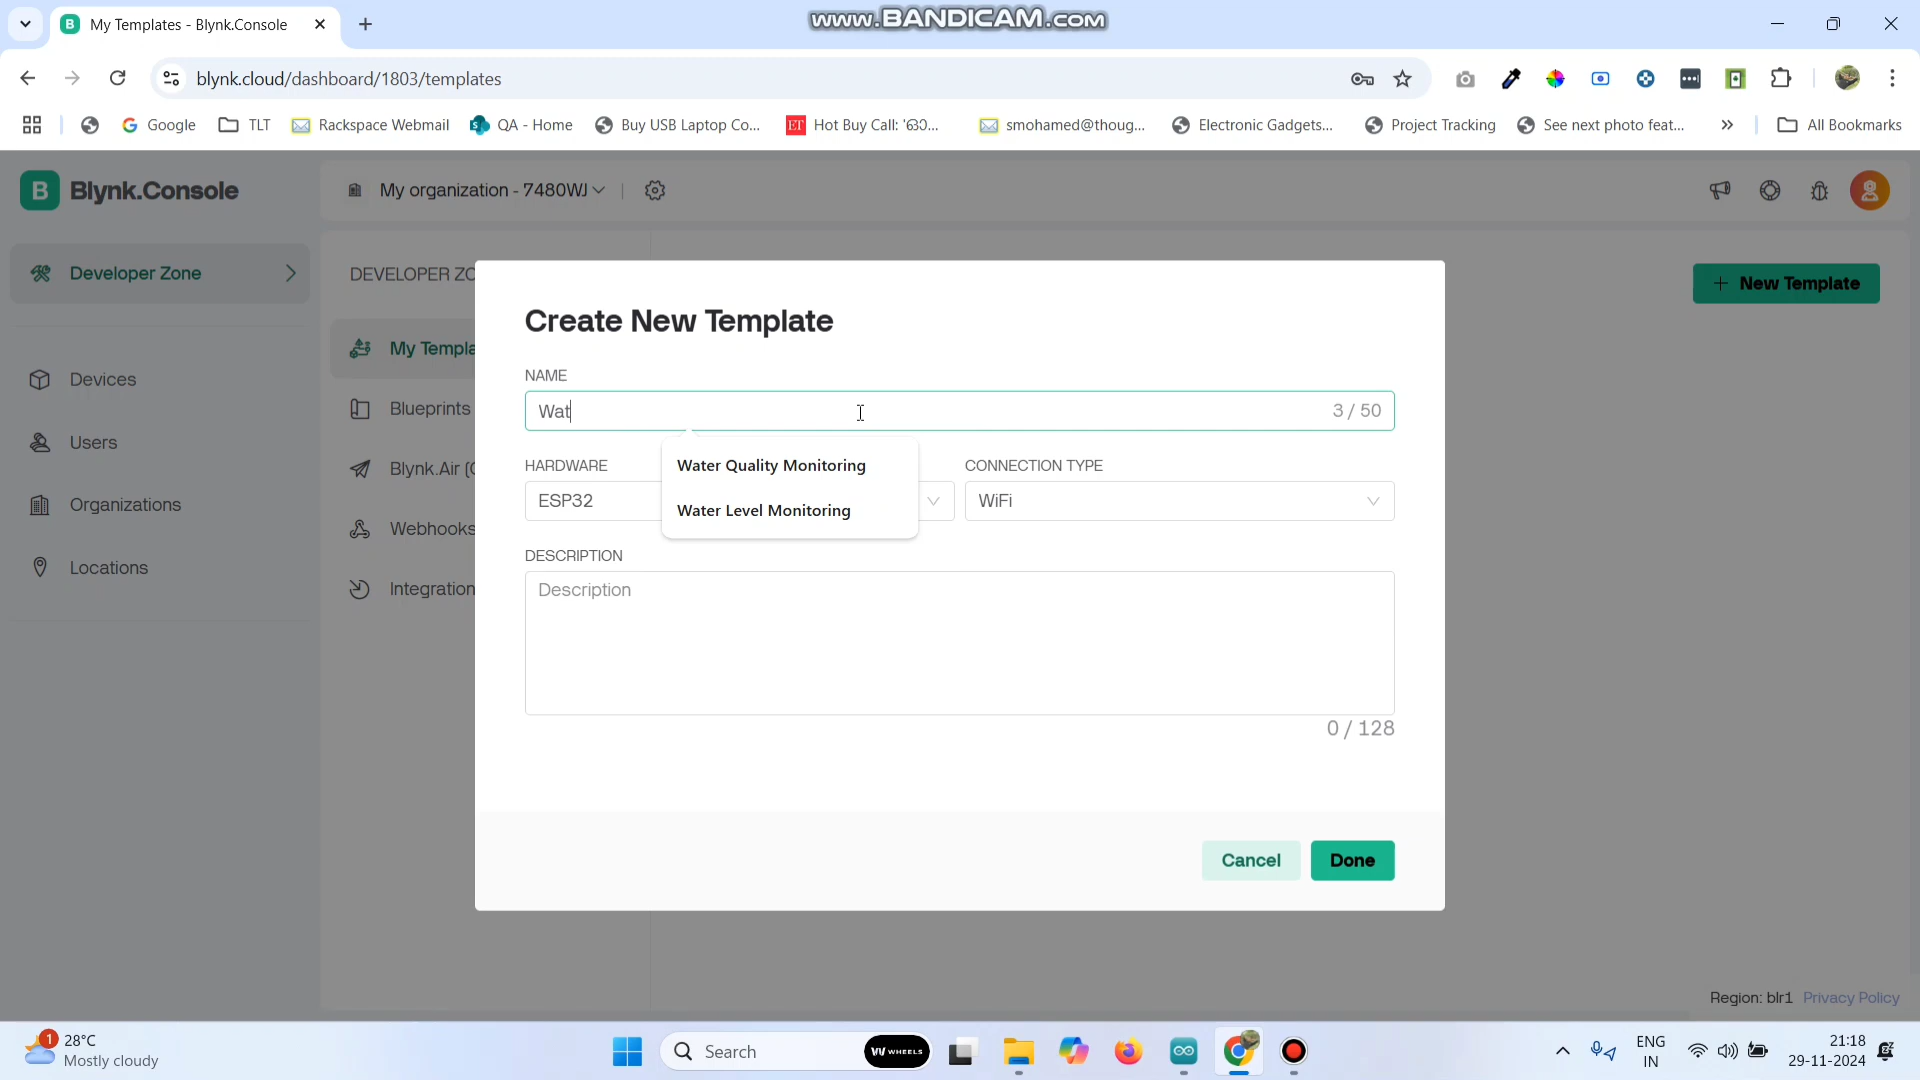 My Templates - Blynk.Console
www.BANDICAM.com
blynk.cloud/dashboard/1803/templates
Google
TLT
Rackspace Webmail
QA - Home
Buy USB Laptop Co...
Hot Buy Call: '630...
smohamed@thoug...
Electronic Gadgets...
Project Tracking
See next photo feat...
All Bookmarks
B Blynk.Console
My organization - 7480WJ
Developer Zone
DEVELOPER ZO
+ New Template
Devices
Users
Organizations
Locations
My Templa
Blueprints
Blynk.Air (O
Webhooks
Integration
Create New Template
NAME
Wat
3 / 50
Water Quality Monitoring
Water Level Monitoring
HARDWARE
ESP32
CONNECTION TYPE
WiFi
DESCRIPTION
Description
0 / 128
Cancel
Done
Region: blr1 Privacy Policy
1
28°C
Mostly cloudy
Search
WHEELS
ENG
IN
21:18
29-11-2024